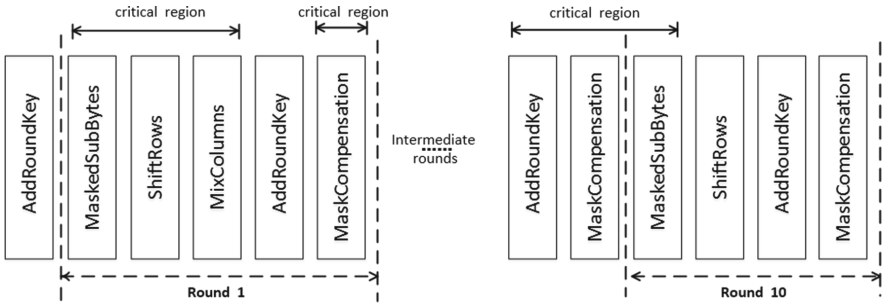 critical region
critical region
critical region
AddRoundKey
MaskedSubBytes
ShiftRows
MixColumns
AddRoundKey
MaskCompensation
Intermediate
rounds
AddRoundKey
MaskCompensation
MaskedSubBytes
ShiftRows
AddRoundKey
MaskCompensation
Round 1
Round 10